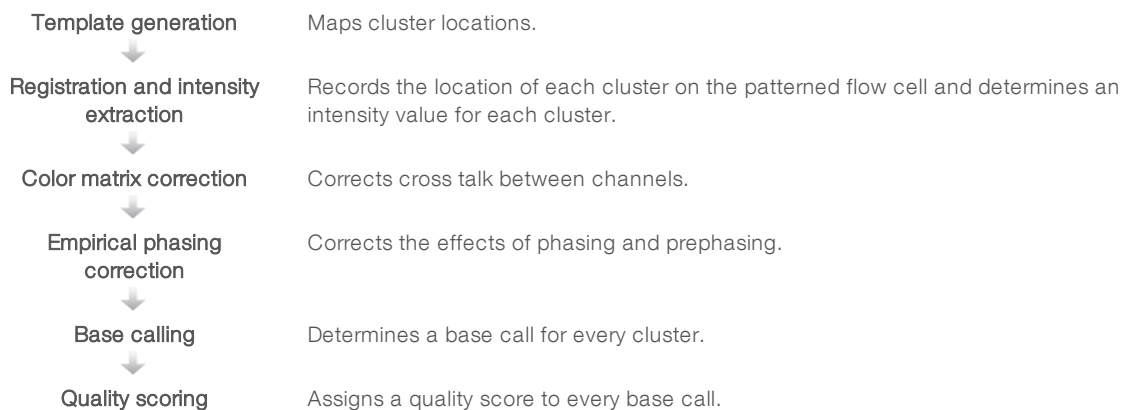 Template generation
Maps cluster locations.
Registration and intensity
extraction
Records the location of each cluster on the patterned flow cell and determines an
intensity value for each cluster.
Color matrix correction
Corrects cross talk between channels.
Empirical phasing
correction
Corrects the effects of phasing and prephasing.
Base calling
Determines a base call for every cluster.
Quality scoring
Assigns a quality score to every base call.